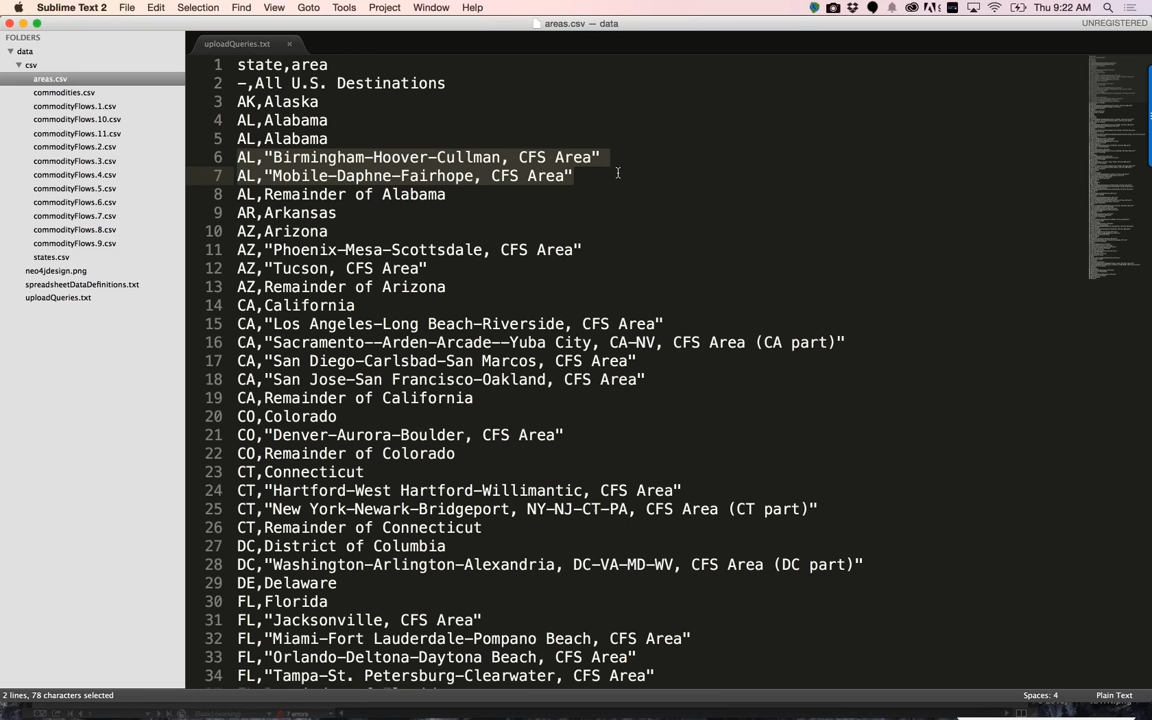 Sublime Text 2 File Edit Selection Find View Goto Tools Project Window Help Thu 9:22 AM
areas.csv — data UNREGISTERED
FOLDERS
data
csv
areas.csv
commodities.csv
commodityFlows.1.csv
commodityFlows.10.csv
commodityFlows.11.csv
commodityFlows.2.csv
commodityFlows.3.csv
commodityFlows.4.csv
commodityFlows.5.csv
commodityFlows.6.csv
commodityFlows.7.csv
commodityFlows.8.csv
commodityFlows.9.csv
states.csv
neo4jdesign.png
spreadsheetDataDefinitions.txt
uploadQueries.txt
uploadQueries.txt ×
1 state,area
2 -,All U.S. Destinations
3 AK,Alaska
4 AL,Alabama
5 AL,Alabama
6 AL,"Birmingham-Hoover-Cullman, CFS Area"
7 AL,"Mobile-Daphne-Fairhope, CFS Area"
8 AL,Remainder of Alabama
9 AR,Arkansas
10 AZ,Arizona
11 AZ,"Phoenix-Mesa-Scottsdale, CFS Area"
12 AZ,"Tucson, CFS Area"
13 AZ,Remainder of Arizona
14 CA,California
15 CA,"Los Angeles-Long Beach-Riverside, CFS Area"
16 CA,"Sacramento--Arden-Arcade--Yuba City, CA-NV, CFS Area (CA part)"
17 CA,"San Diego-Carlsbad-San Marcos, CFS Area"
18 CA,"San Jose-San Francisco-Oakland, CFS Area"
19 CA,Remainder of California
20 CO,Colorado
21 CO,"Denver-Aurora-Boulder, CFS Area"
22 CO,Remainder of Colorado
23 CT,Connecticut
24 CT,"Hartford-West Hartford-Willimantic, CFS Area"
25 CT,"New York-Newark-Bridgeport, NY-NJ-CT-PA, CFS Area (CT part)"
26 CT,Remainder of Connecticut
27 DC,District of Columbia
28 DC,"Washington-Arlington-Alexandria, DC-VA-MD-WV, CFS Area (DC part)"
29 DE,Delaware
30 FL,Florida
31 FL,"Jacksonville, CFS Area"
32 FL,"Miami-Fort Lauderdale-Pompano Beach, CFS Area"
33 FL,"Orlando-Deltona-Daytona Beach, CFS Area"
34 FL,"Tampa-St. Petersburg-Clearwater, CFS Area"
2 lines, 78 characters selected Spaces: 4 Plain Text
7 errors